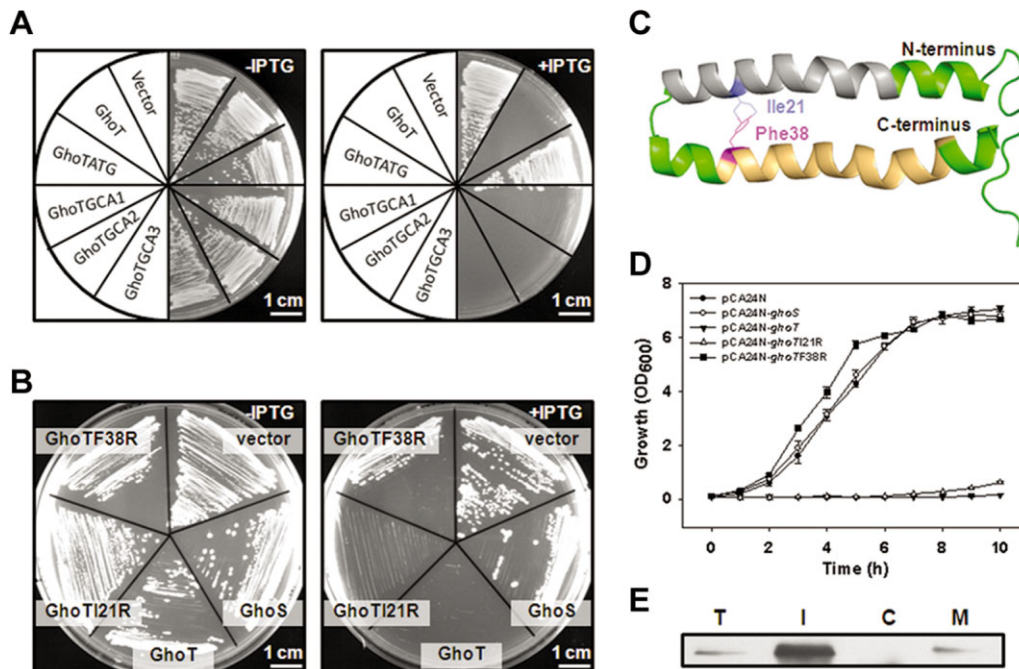 A
-IPTG
Vector
GhoT
GhoTATG
GhoTGCA1
GhoTGCA2
GhoTGCA3
1 cm
+IPTG
Vector
GhoT
GhoTATG
GhoTGCA1
GhoTGCA2
GhoTGCA3
1 cm
B
-IPTG
GhoTF38R
vector
GhoTI21R
GhoS
GhoT
1 cm
+IPTG
GhoTF38R
vector
GhoTI21R
GhoS
GhoT
1 cm
C
N-terminus
Ile21
Phe38
C-terminus
D
8
6
4
2
0
Growth (OD600)
pCA24N
pCA24N-ghoS
pCA24N-ghoT
pCA24N-ghoTI21R
pCA24N-ghoTF38R
0 2 4 6 8 10
Time (h)
E
T I C M